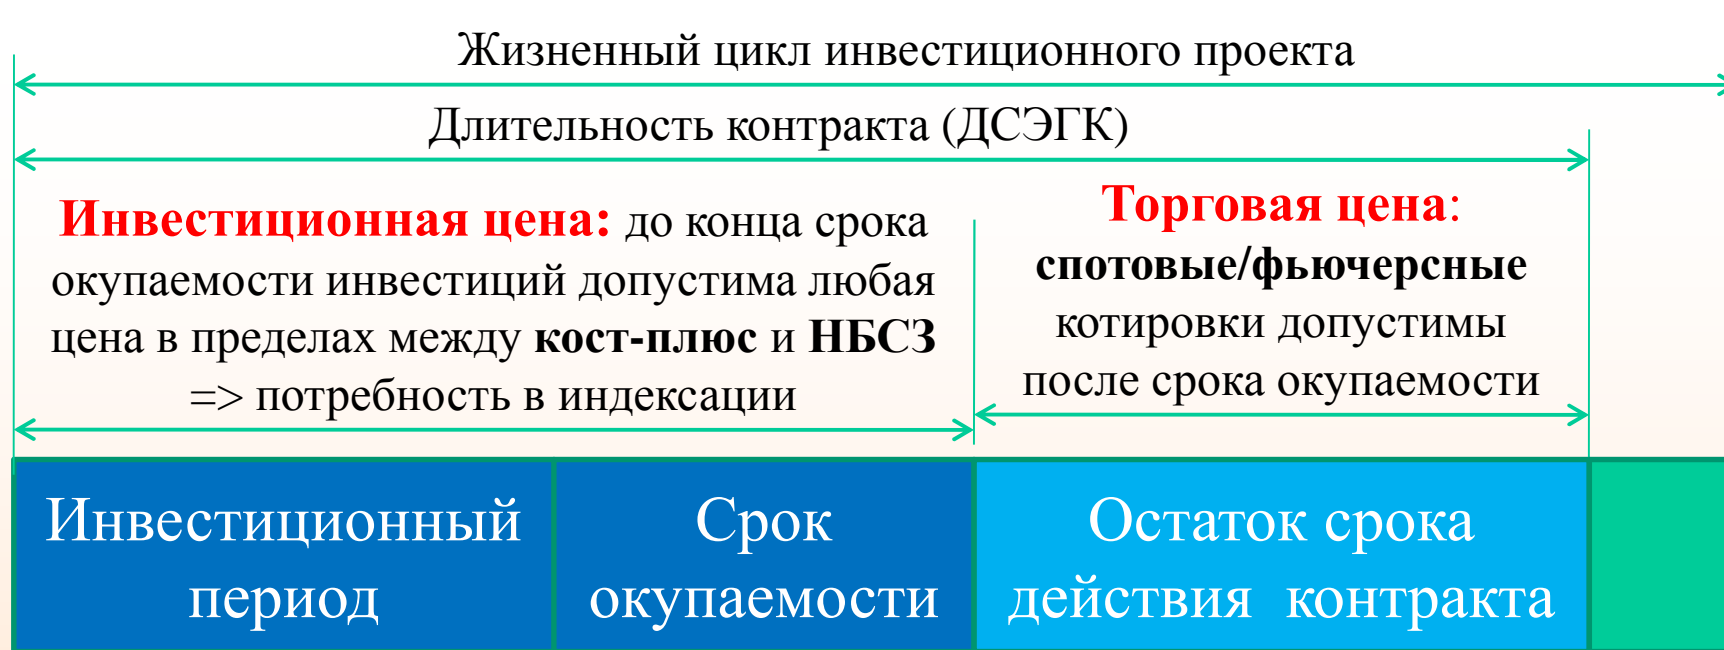 Жизненный цикл инвестиционного проекта
Длительность контракта (ДСЭГК)
Инвестиционная цена: до конца срока
окупаемости инвестиций допустима любая
цена в пределах между кост-плюс и НБСЗ
=> потребность в индексации
Торговая цена:
спотовые/фьючерсные
котировки допустимы
после срока окупаемости
Инвестиционный
период
Срок
окупаемости
Остаток срока
действия контракта